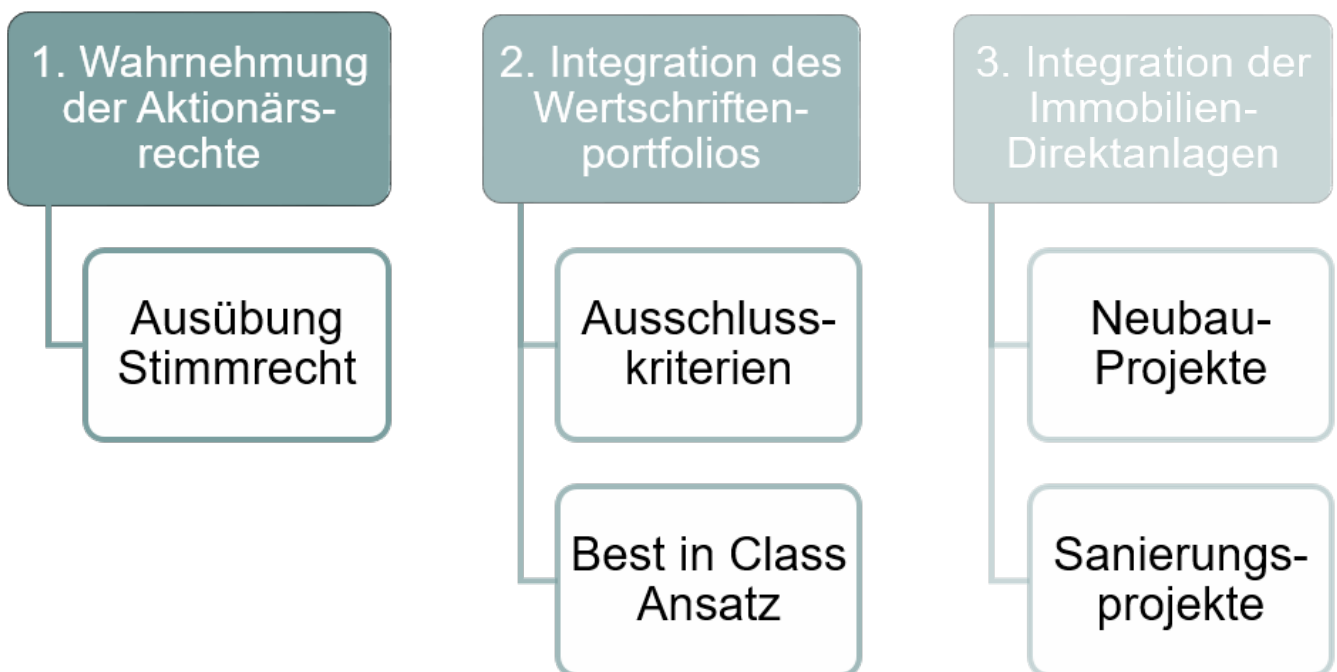 1. Wahrnehmung
der Aktionärs-
rechte
Ausübung
Stimmrecht
2. Integration des
Wertschriften-
portfolios
Ausschluss-
kriterien
Best in Class
Ansatz
3. Integration der
Immobilien-
Direktanlagen
Neubau-
Projekte
Sanierungs-
projekte